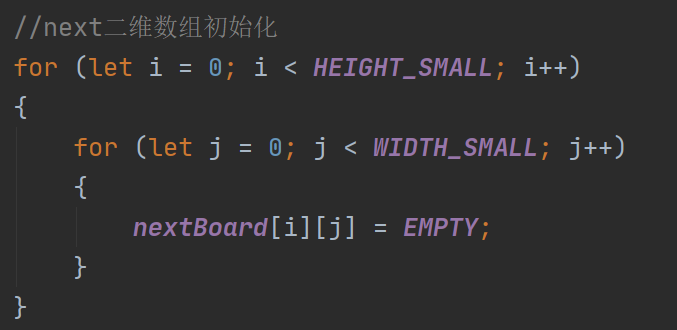 //next二维数组初始化
for (let i = 0; i < HEIGHT_SMALL; i++)
{
    for (let j = 0; j < WIDTH_SMALL; j++)
    {
        nextBoard[i][j] = EMPTY;
    }
}